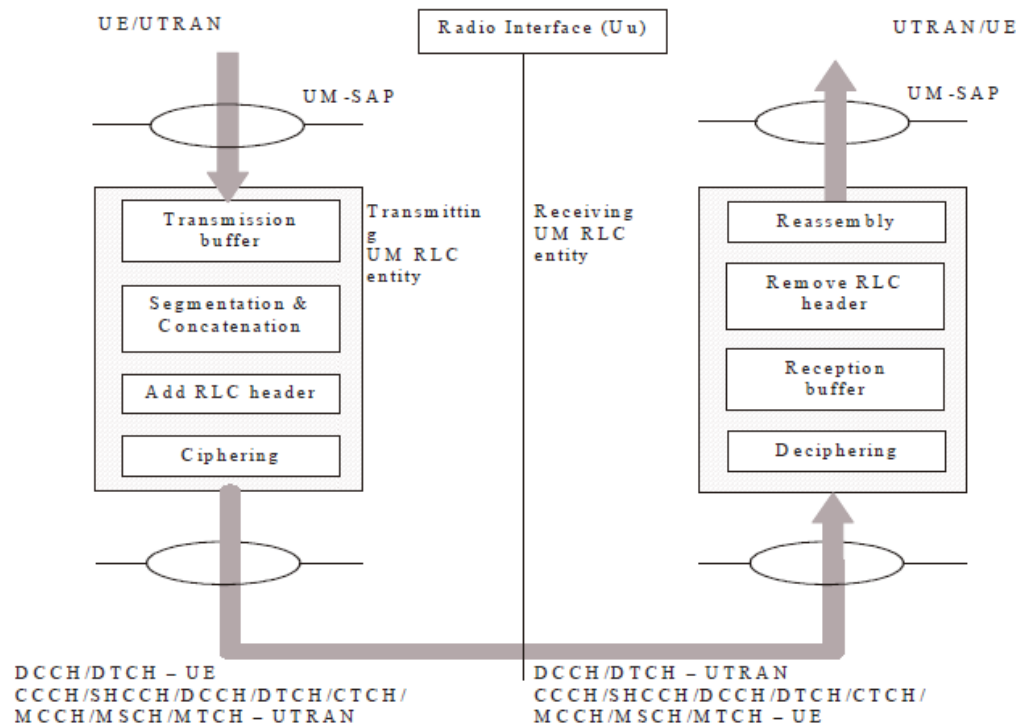 UE/UTRAN
Radio Interface (Uu)
UTRAN/UE
UM-SAP
UM-SAP
Transmission
buffer
Segmentation &
Concatenation
Add RLC header
Ciphering
Transmittin
g
UM RLC
entity
Receiving
UM RLC
entity
Reassembly
Remove RLC
header
Reception
buffer
Deciphering
DCCH/DTCH – UE
CCCH/SHCCH/DCCH/DTCH/CTCH/
MCCH/MSCH/MTCH – UTRAN
DCCH/DTCH – UTRAN
CCCH/SHCCH/DCCH/DTCH/CTCH/
MCCH/MSCH/MTCH – UE